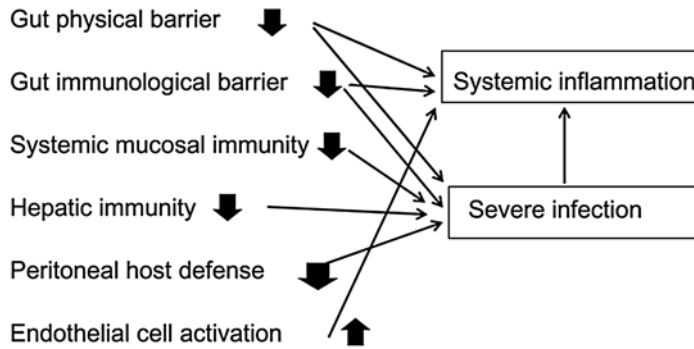 Gut physical barrier
Gut immunological barrier
Systemic mucosal immunity
Hepatic immunity
Peritoneal host defense
Endothelial cell activation
Systemic inflammation
Severe infection